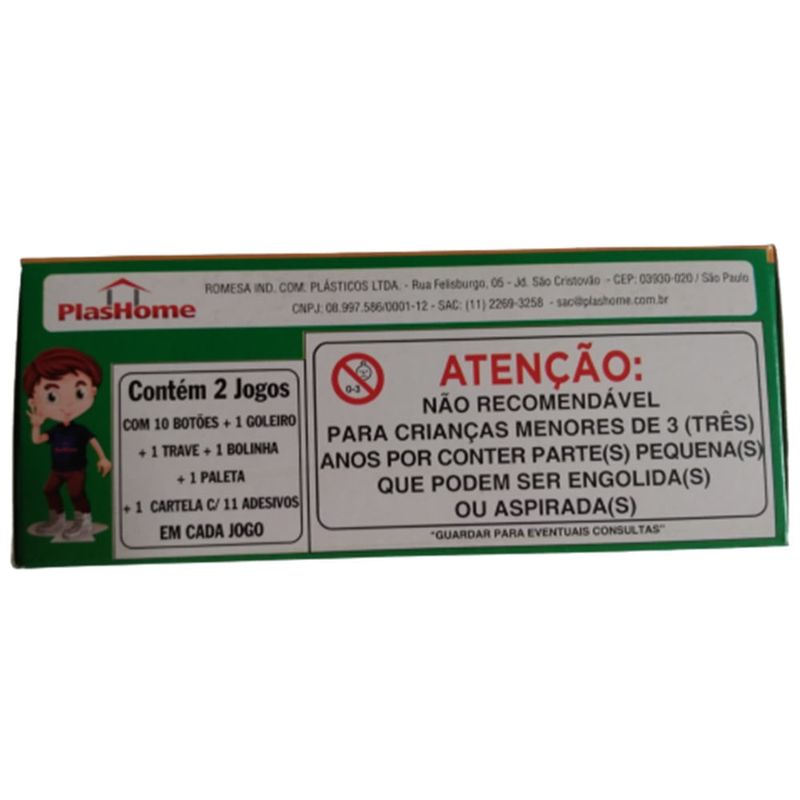 PlasHome
ROMESA IND. COM. PLÁSTICOS LTDA. - Rua Felisburgo, 05 - Jd. São Cristovão - CEP: 03930-020 / São Paulo
CNPJ: 08.997.586/0001-12 - SAC: (11) 2269-3258 - sac@plashome.com.br
Contém 2 Jogos
COM 10 BOTÕES + 1 GOLEIRO
+ 1 TRAVE + 1 BOLINHA
+ 1 PALETA
+ 1 CARTELA C/ 11 ADESIVOS
EM CADA JOGO
0-3
ATENÇÃO:
NÃO RECOMENDÁVEL
PARA CRIANÇAS MENORES DE 3 (TRÊS)
ANOS POR CONTER PARTE(S) PEQUENA(S)
QUE PODEM SER ENGOLIDA(S)
OU ASPIRADA(S)
"GUARDAR PARA EVENTUAIS CONSULTAS"